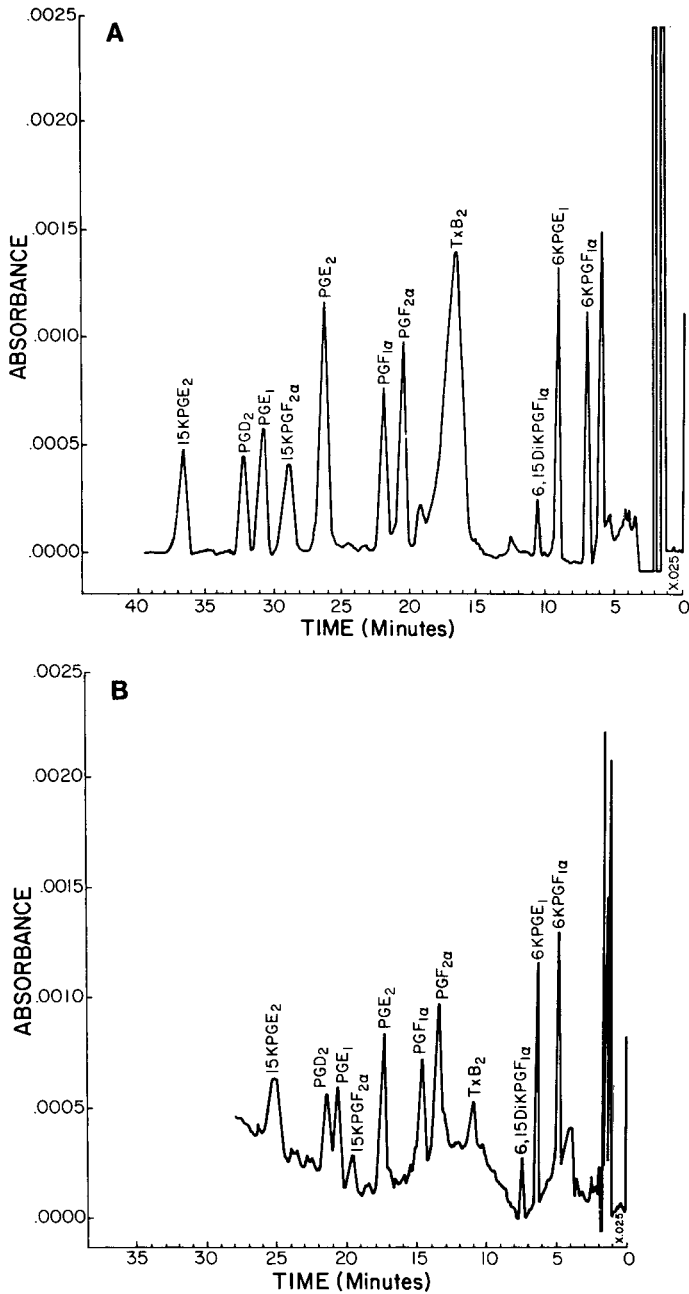 A
.0025
.0020
.0015
.0010
.0005
.0000
ABSORBANCE
15KPGE2
PGD2
PGE1
15KPGF2α
PGE2
PGF1α
PGF2α
TxB2
6,15DiKPGF1α
6KPGE1
6KPGF1α
X.025
40 35 30 25 20 15 10 5 0
TIME (Minutes)
B
.0025
.0020
.0015
.0010
.0005
.0000
ABSORBANCE
15KPGE2
PGD2
PGE1
15KPGF2α
PGE2
PGF1α
PGF2α
TxB2
6,15DiKPGF1α
6KPGE1
6KPGF1α
X.025
35 30 25 20 15 10 5 0
TIME (Minutes)